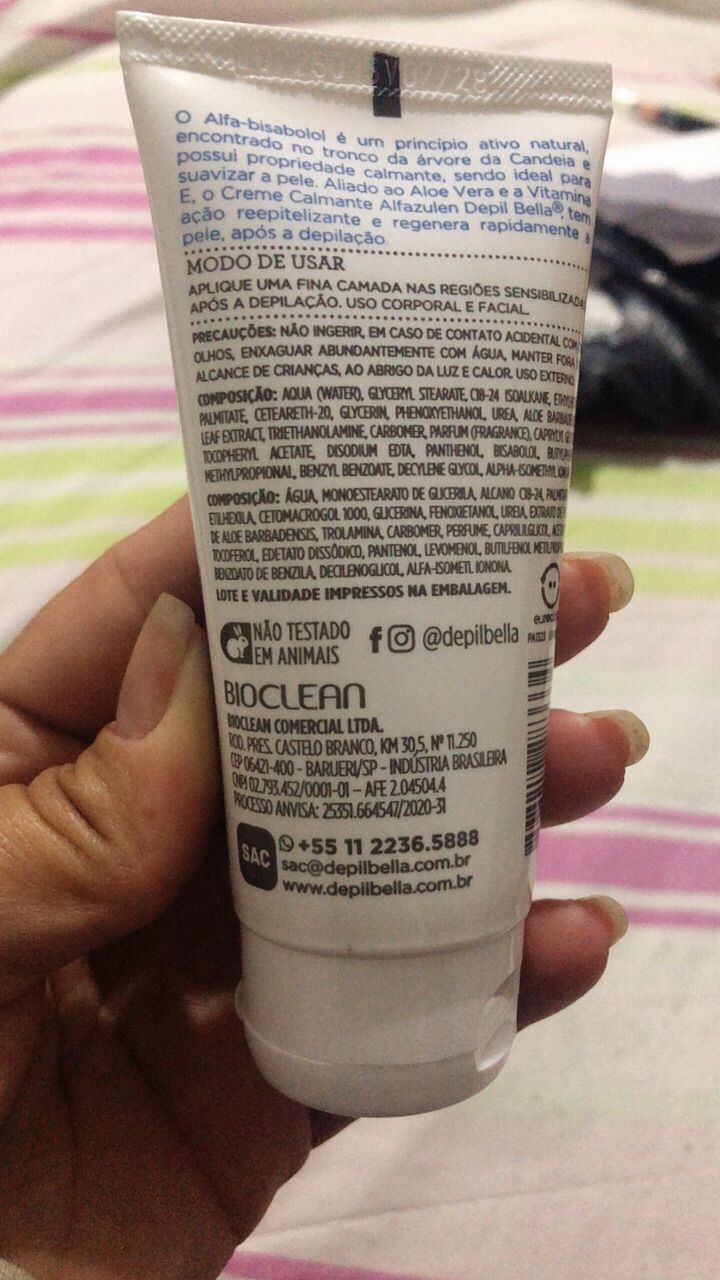 O Alfa-bisabolol é um princípio ativo natural,
encontrado no tronco da árvore da Candeia e
possui propriedade calmante, sendo ideal para
suavizar a pele. Aliado ao Aloe Vera e a Vitamina
E, o Creme Calmante Alfazulen Depil Bella®, tem
ação reepitelizante e regenera rapidamente a
pele, após a depilação.
MODO DE USAR
APLIQUE UMA FINA CAMADA NAS REGIÕES
APÓS A DEPILAÇÃO. USO CORPORAL E FACIAL.
PRECAUÇÕES: NÃO INGERIR, EM CASO DE CONTATO ACIDENTAL COM
OLHOS, ENXAGUAR ABUNDANTEMENTE COM ÁGUA, MANTER FORA
ALCANCE DE CRIANÇAS, AO ABRIGO DA LUZ E CALOR. USO EXTERNO
COMPOSIÇÃO: AQUA (WATER), GLYCERYL STEARATE, C18-24 ISOALKANE,
PALMITATE, CETEARETH-20, GLYCERIN, PHENOXYETHANOL, UREA, ALOE
LEAF EXTRACT, TRIETHANOLAMINE, CARBOMER, PARFUM (FRAGRANCE),
TOCOPHERYL ACETATE, DISODIUM EDTA, PANTHENOL, BISABOLOL,
METHYLPROPIONAL, BENZYL BENZOATE, DECYLENE GLYCOL, ALPHA-ISOMETHYL
COMPOSIÇÃO: ÁGUA, MONOESTEARATO DE GLICERILA, ALCANO C18-24,
ETILHEXILA, CETOMACROGOL 1000, GLICERINA, FENOXIETANOL, UREIA, EXTRATO DE
DE ALOE BARBADENSIS, TROLAMINA, CARBOMER, PERFUME, CAPRILILGLICOL,
TOCOFEROL, EDETATO DISSÓDICO, PANTENOL, LEVOMENOL, BUTILFENOL
BENZOATO DE BENZILA, DECILENOGLICOL, ALFA-ISOMETIL IONONA.
LOTE E VALIDADE IMPRESSOS NA EMBALAGEM.
NÃO TESTADO
EM ANIMAIS
@depilbella
BIOCLEAN
BIOCLEAN COMERCIAL LTDA.
ROD. PRES. CASTELO BRANCO, KM 30,5, Nº 11.250
CEP 06421-400 - BARUERI/SP - INDÚSTRIA BRASILEIRA
CNPJ 02.793.452/0001-01 - AFE 2.04504.4
PROCESSO ANVISA: 25351.664547/2020-31
SAC
+55 11 2236.5888
sac@depilbella.com.br
www.depilbella.com.br